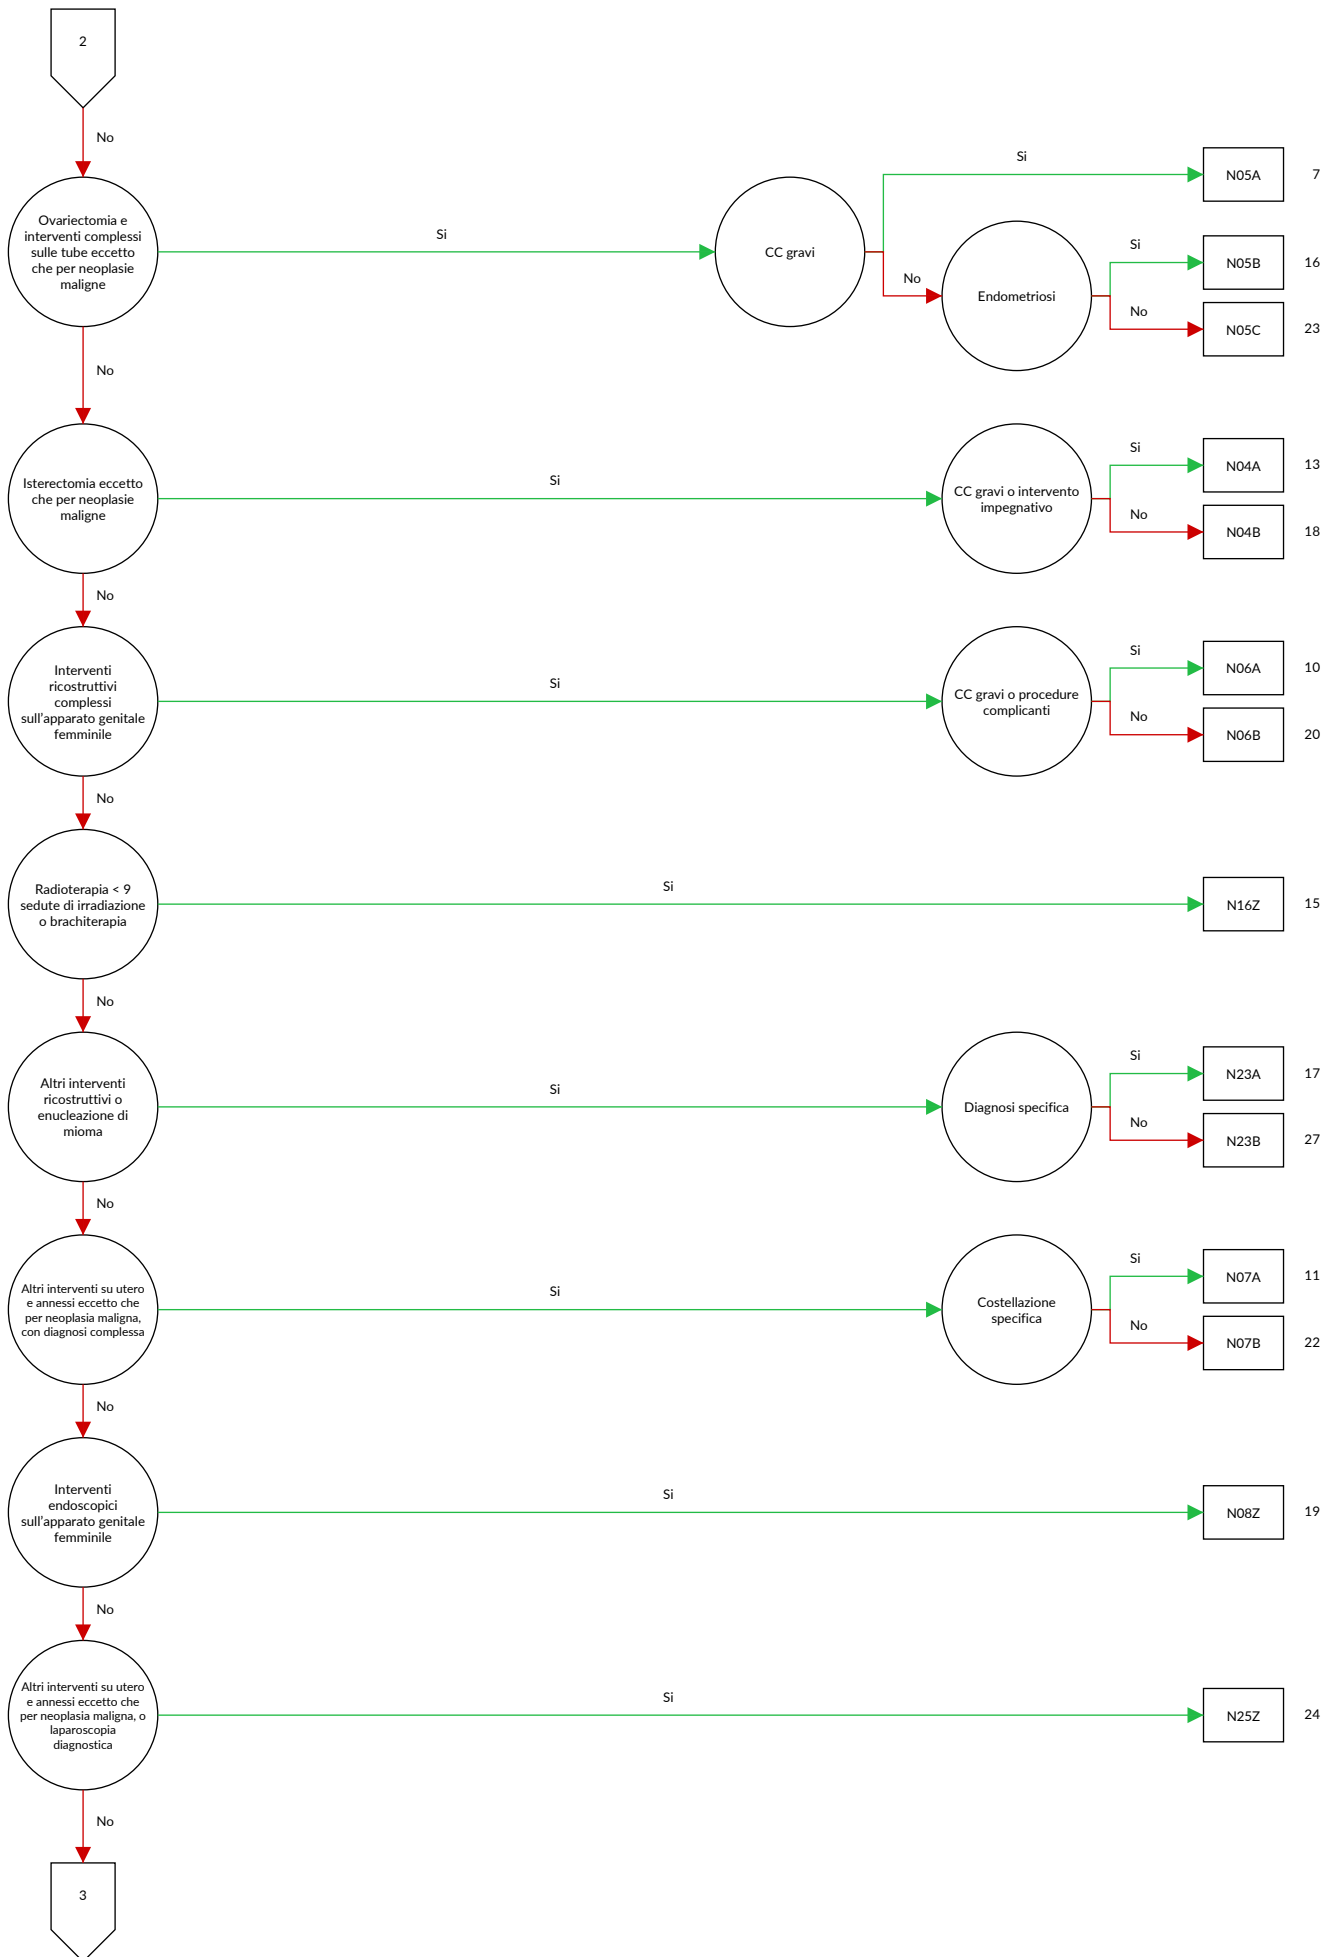 2
No
Ovariectomia e
interventi complessi
sulle tube eccetto
che per neoplasie
maligne
Si
CC gravi
Si
N05A
7
No
Endometriosi
Si
N05B
16
No
N05C
23
No
Isterectomia eccetto
che per neoplasie
maligne
Si
CC gravi o intervento
impegnativo
Si
N04A
13
No
N04B
18
No
Interventi
ricostruttivi
complessi
sull'apparato genitale
femminile
Si
CC gravi o procedure
complicanti
Si
N06A
10
No
N06B
20
No
Radioterapia < 9
sedute di irradiazione
o brachiterapia
Si
N16Z
15
No
Altri interventi
ricostruttivi o
enucleazione di
mioma
Si
Diagnosi specifica
Si
N23A
17
No
N23B
27
No
Altri interventi su utero
e annessi eccetto che
per neoplasia maligna,
con diagnosi complessa
Si
Costellazione
specifica
Si
N07A
11
No
N07B
22
No
Interventi
endoscopici
sull'apparato genitale
femminile
Si
N08Z
19
No
Altri interventi su utero
e annessi eccetto che
per neoplasia maligna, o
laparoscopia
diagnostica
Si
N25Z
24
No
3